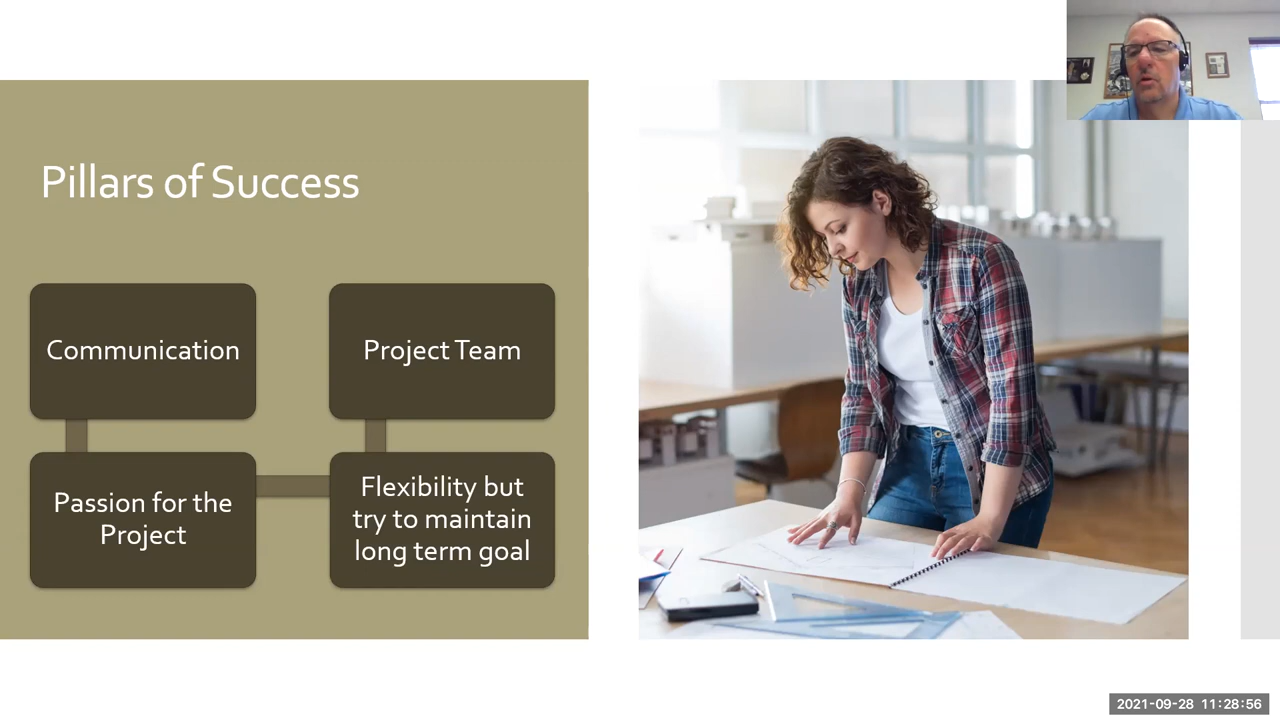 Pillars of Success
Communication
Project Team
Passion for the
Project
Flexibility but
try to maintain
long term goal
2021-09-28 11:28:56